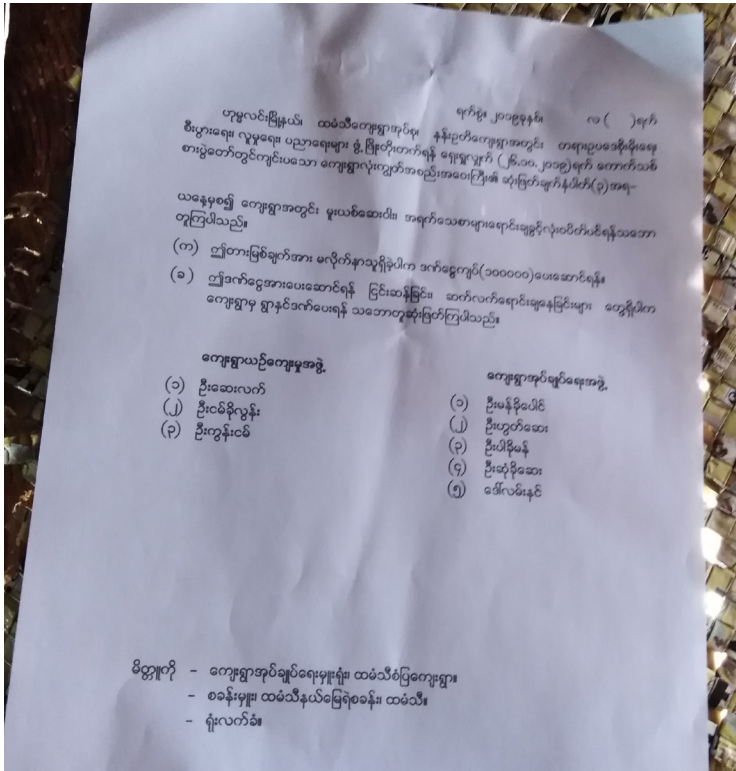 ရက်စွဲ။ ၂၀၁၉ခုနှစ်၊ လ ( )ရက်
ဟုမ္မလင်းမြို့နယ်၊ ထမံသီကျေးရွာအုပ်စု၊ နန်းဥတိကျေးရွာအတွင်း တရားဥပဒေစိုးမိုးရေး
စီးပွားရေး၊ လူမှုရေး၊ ပညာရေးများ ဖွံ့ဖြိုးတိုးတက်ရန် ရှေးရှုလျှက် (၂၆.၁၀.၂၀၁၉)ရက် ကောက်သစ်
စားပွဲတော်တွင်ကျင်းပသော ကျေးရွာလုံးကျွတ်အစည်းအဝေးကြီး၏ ဆုံးဖြတ်ချက်နံပါတ်(၃)အရ-
ယနေ့မှစ၍ ကျေးရွာအတွင်း မူးယစ်ဆေးဝါး၊ အရက်သေစာများရောင်းချခွင့်လုံးဝပိတ်ပင်ရန်သဘော
တူကြပါသည်။
(က) ဤတားမြစ်ချက်အား မလိုက်နာသူရှိခဲ့ပါက ဒဏ်ငွေကျပ်(၁၀၀၀၀၀)ပေးဆောင်ရန်။
(ခ) ဤဒဏ်ငွေအားပေးဆောင်ရန် ငြင်းဆန်ခြင်း၊ ဆက်လက်ရောင်းချနေခြင်းများ တွေ့ရှိပါက
ကျေးရွာမှ ရွာနှင်ဒဏ်ပေးရန် သဘောတူဆုံးဖြတ်ကြပါသည်။
ကျေးရွာယဉ်ကျေးမှုအဖွဲ့
(၁) ဦးဆေးလက်
(၂) ဦးငမ်ခိုလွန်း
(၃) ဦးကွန်းငမ်
ကျေးရွာအုပ်ချုပ်ရေးအဖွဲ့
(၁) ဦးမန်ခိုပေါင်
(၂) ဦးဟွတ်ဆေး
(၃) ဦးပါခိုမန်
(၄) ဦးဆုံခိုဆေး
(၅) ဒေါ်လမ်းနင်
မိတ္တူကို - ကျေးရွာအုပ်ချုပ်ရေးမှူးရုံး၊ ထမံသီစံပြကျေးရွာ။
- စခန်းမှူး၊ ထမံသီနယ်မြေရဲစခန်း၊ ထမံသီ။
- ရုံးလက်ခံ။